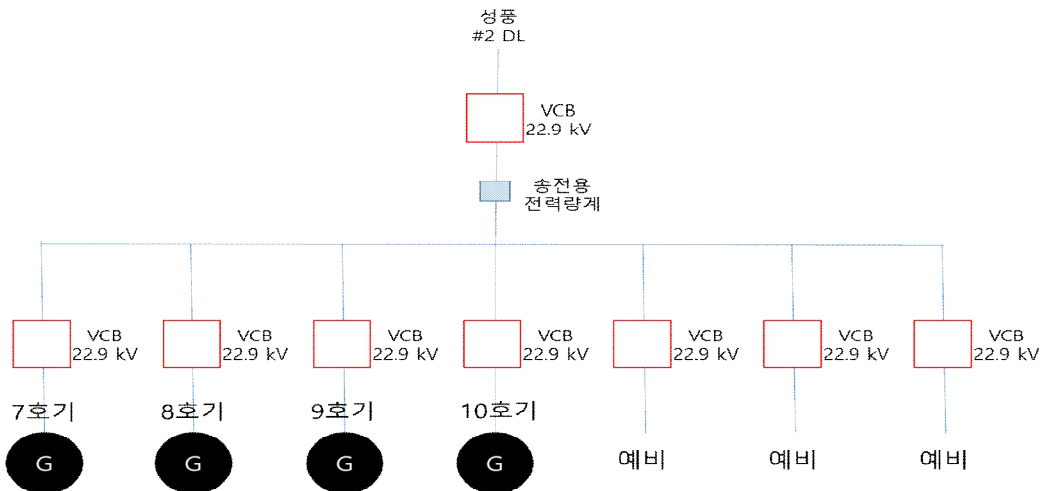 성풍
#2 DL
VCB
22.9 kV
송전용
전력량계
VCB
22.9 kV
VCB
22.9 kV
VCB
22.9 kV
VCB
22.9 kV
VCB
22.9 kV
VCB
22.9 kV
VCB
22.9 kV
7호기
8호기
9호기
10호기
G
G
G
G
예비
예비
예비